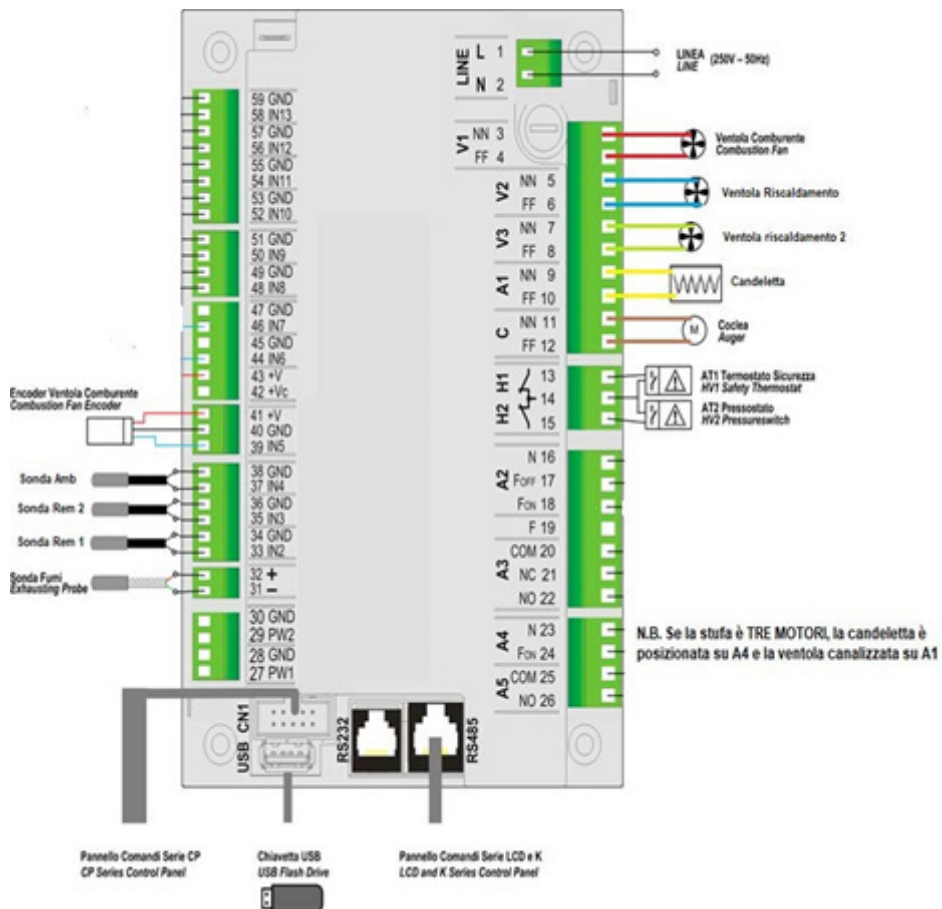 LINE
L 1
N 2
LINEA
LINE
(250V – 50Hz)
59 GND
58 IN13
57 GND
56 IN12
55 GND
54 IN11
53 GND
52 IN10
51 GND
50 IN9
49 GND
48 IN8
47 GND
46 IN7
45 GND
44 IN6
43 +V
42 +Vc
41 +V
40 GND
39 IN5
38 GND
37 IN4
36 GND
35 IN3
34 GND
33 IN2
32 +
31 –
30 GND
29 PW2
28 GND
27 PW1
Encoder Ventola Comburente
Combustion Fan Encoder
Sonda Amb
Sonda Rem 2
Sonda Rem 1
Sonda Fumi
Exhausting Probe
V1
NN 3
FF 4
V2
NN 5
FF 6
V3
NN 7
FF 8
A1
NN 9
FF 10
C
NN 11
FF 12
H1
H2
13
14
15
A2
N 16
FOFF 17
FON 18
F 19
A3
COM 20
NC 21
NO 22
A4
N 23
FON 24
A5
COM 25
NO 26
Ventola Comburente
Combustion Fan
Ventola Riscaldamento
Ventola riscaldamento 2
Candeletta
M
Coclea
Auger
AT1 Termostato Sicurezza
HV1 Safety Thermostat
AT2 Pressostato
HV2 Pressureswitch
N.B. Se la stufa è TRE MOTORI, la candeletta è
posizionata su A4 e la ventola canalizzata su A1
USB
CN1
RS232
RS485
Pannello Comandi Serie CP
CP Series Control Panel
Chiavetta USB
USB Flash Drive
Pannello Comandi Serie LCD e K
LCD and K Series Control Panel